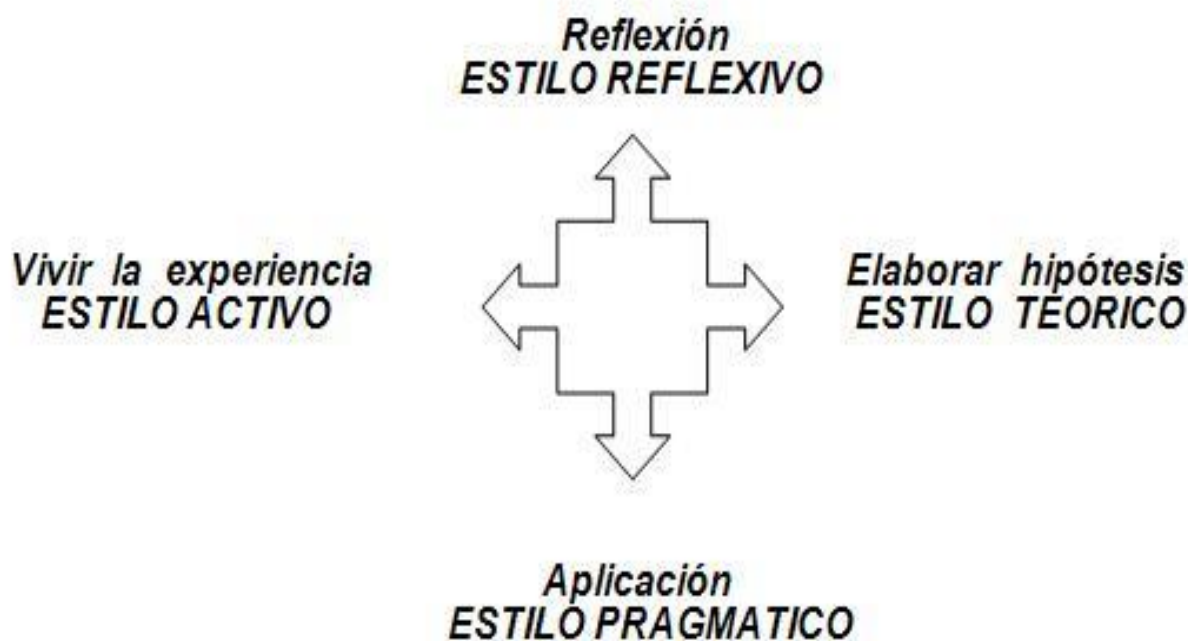 Reflexión
ESTILO REFLEXIVO
Vivir la experiencia
ESTILO ACTIVO
Elaborar hipótesis
ESTILO TEORICO
Aplicación
ESTILO PRAGMATICO